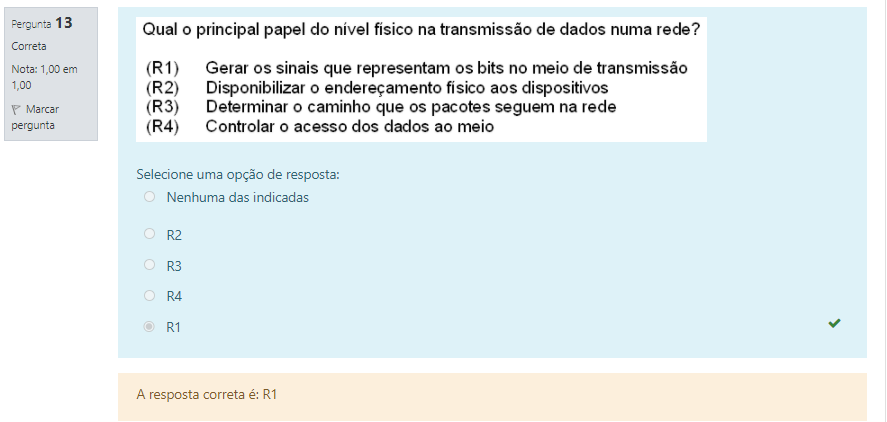 Pergunta 13
Correta
Nota: 1,00 em
1,00
Marcar
pergunta
Qual o principal papel do nível físico na transmissão de dados numa rede?
(R1) Gerar os sinais que representam os bits no meio de transmissão
(R2) Disponibilizar o endereçamento físico aos dispositivos
(R3) Determinar o caminho que os pacotes seguem na rede
(R4) Controlar o acesso dos dados ao meio
Selecione uma opção de resposta:
Nenhuma das indicadas
R2
R3
R4
R1
A resposta correta é: R1